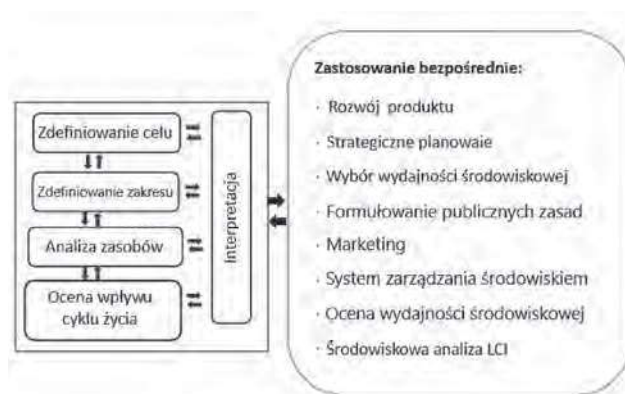 Zdefiniowanie celu
Zdefiniowanie zakresu
Analiza zasobów
Ocena wpływu
cyklu życia
Interpretacja
Zastosowanie bezpośrednie:
· Rozwój produktu
· Strategiczne planowaie
· Wybór wydajności środowiskowej
· Formułowanie publicznych zasad
· Marketing
· System zarządzania środowiskiem
· Ocena wydajności środowiskowej
· Środowiskowa analiza LCI